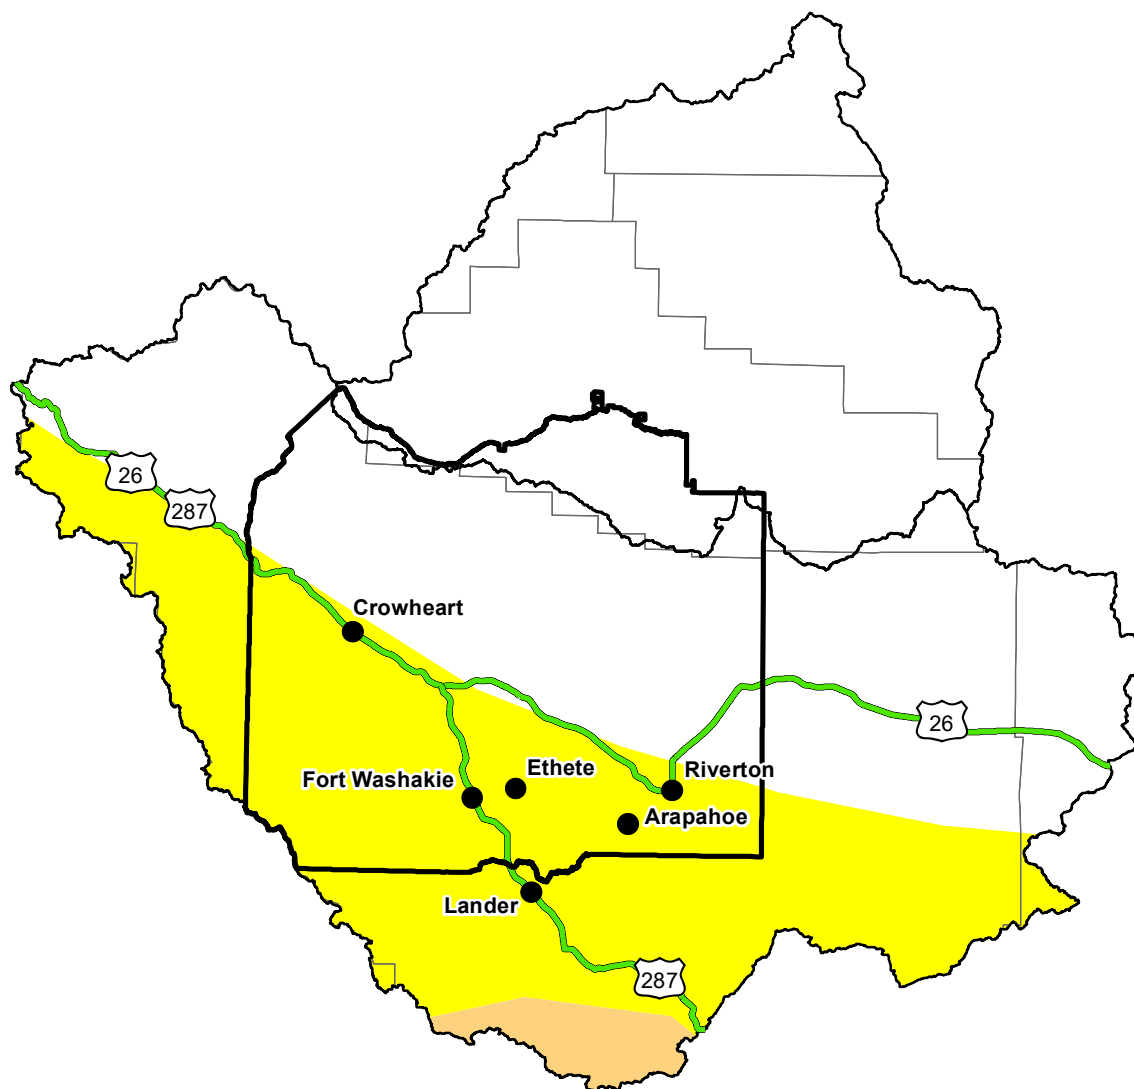 26
287
Crowheart
26
Ethete
Riverton
Fort Washakie
Arapahoe
Lander
287